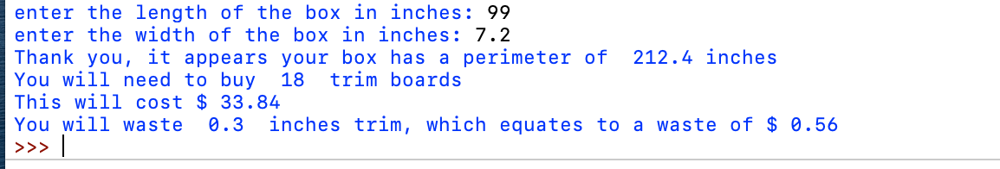 enter the length of the box in inches: 99
enter the width of the box in inches: 7.2
Thank you, it appears your box has a perimeter of  212.4 inches
You will need to buy  18  trim boards
This will cost $ 33.84
You will waste  0.3  inches trim, which equates to a waste of $ 0.56
>>>